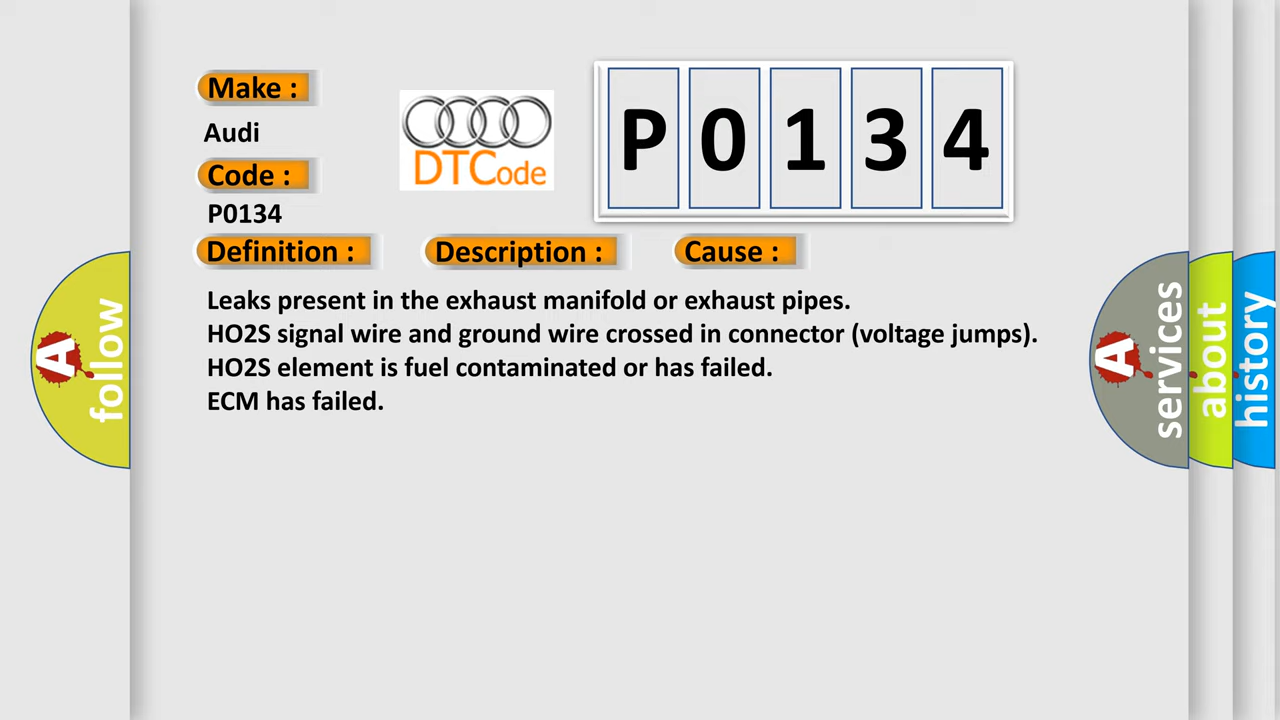 Make :
Audi
Code :
P0134
DTCode
P0134
Definition :
Description :
Cause :
Leaks present in the exhaust manifold or exhaust pipes.
HO2S signal wire and ground wire crossed in connector (voltage jumps).
HO2S element is fuel contaminated or has failed.
ECM has failed.
A
follow
A
services
about
history